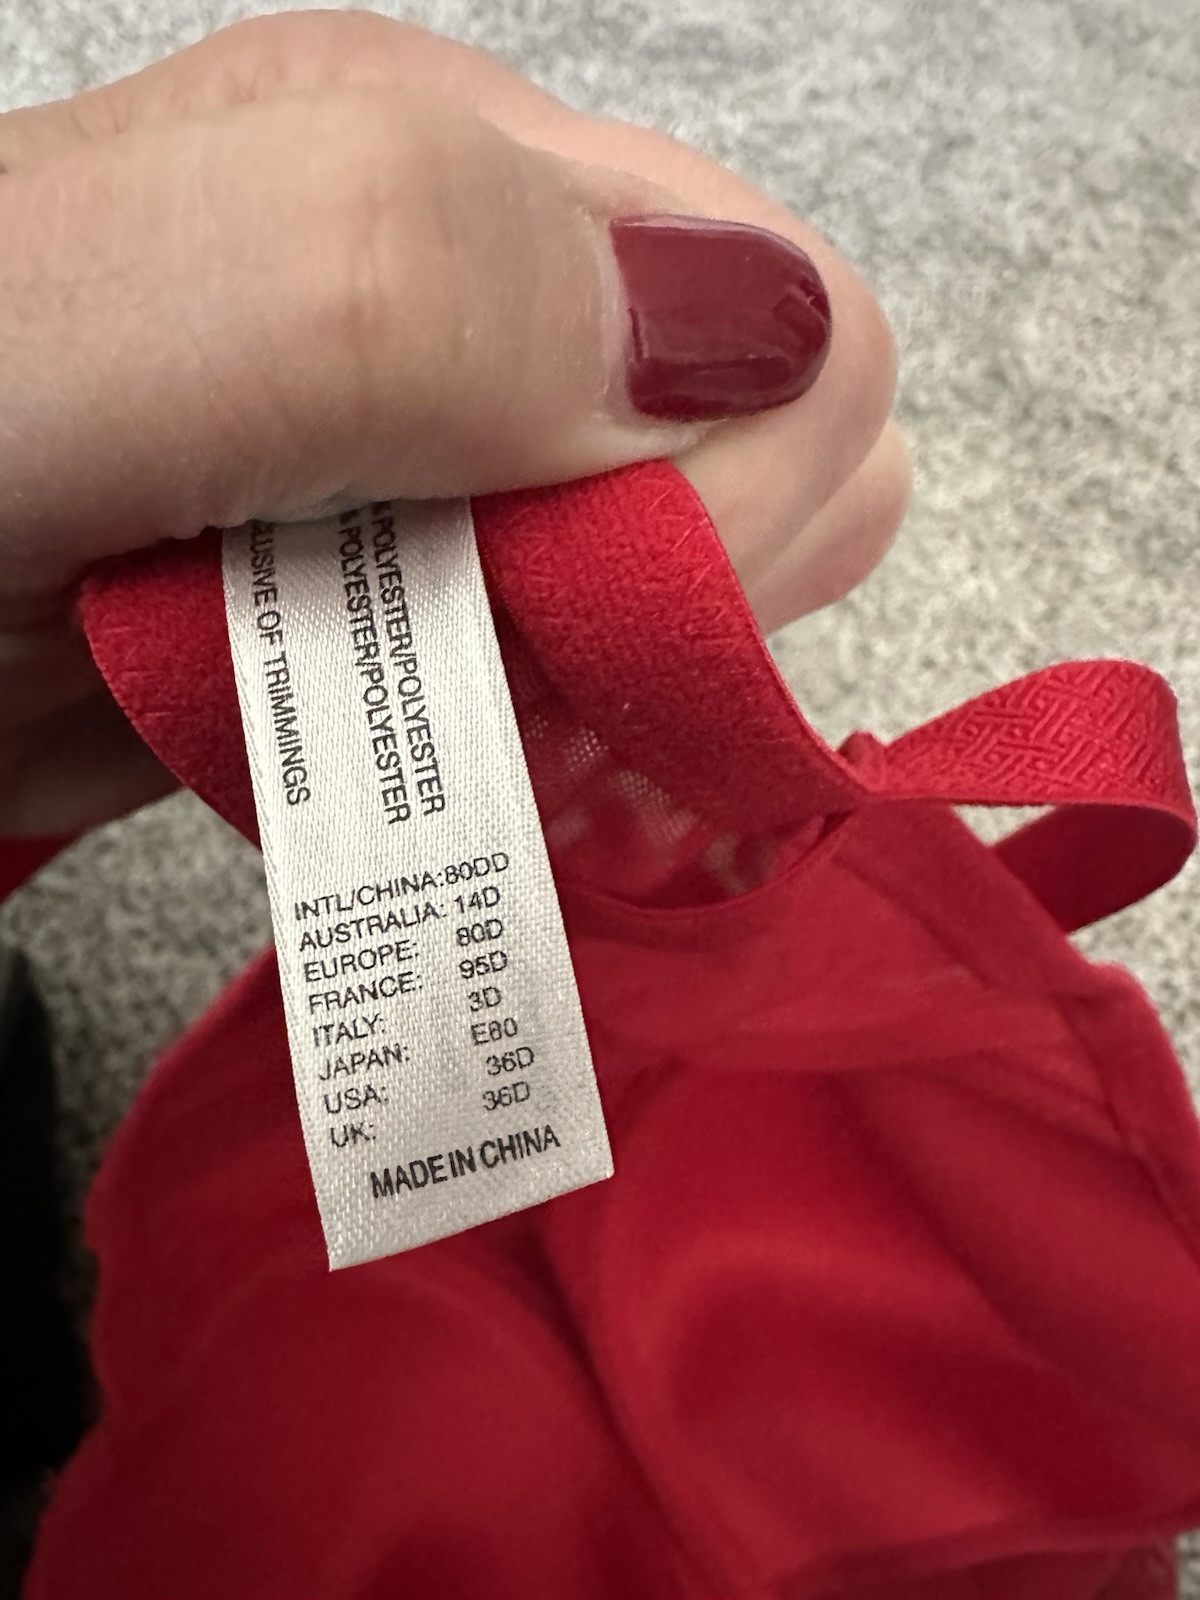 POLYESTER/POLYESTER
POLYESTER/POLYESTER
OF TRIMMINGS
INTL/CHINA:80DD
AUSTRALIA: 14D
EUROPE: 80D
FRANCE: 95D
ITALY: 3D
JAPAN: E80
USA: 36D
UK: 36D
MADE IN CHINA